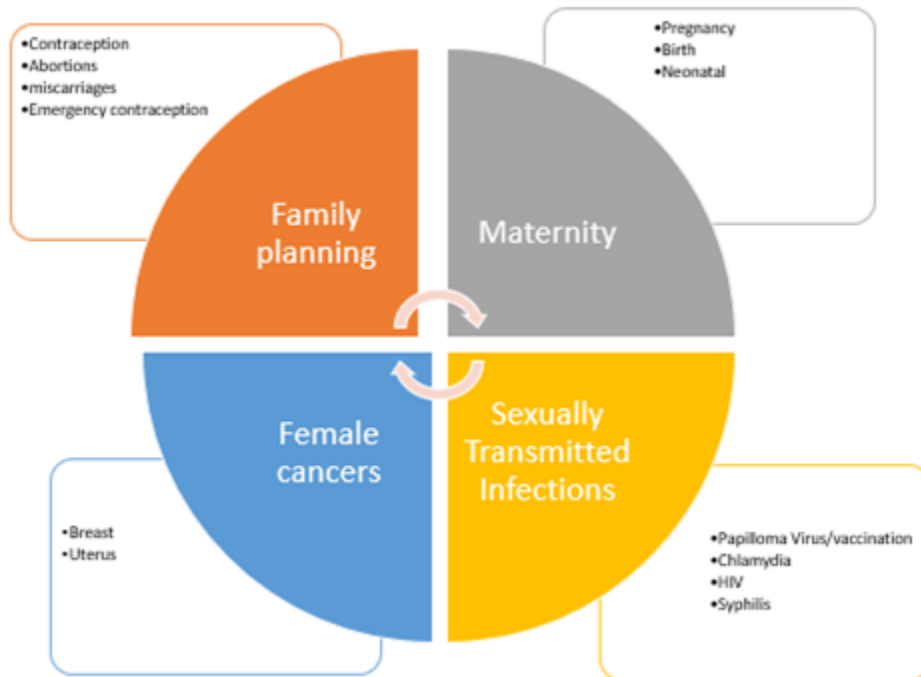 •Contraception
•Abortions
•miscarriages
•Emergency contraception
•Pregnancy
•Birth
•Neonatal
Family
planning
Maternity
Female
cancers
Sexually
Transmitted
Infections
•Breast
•Uterus
•Papilloma Virus/vaccination
•Chlamydia
•HIV
•Syphilis